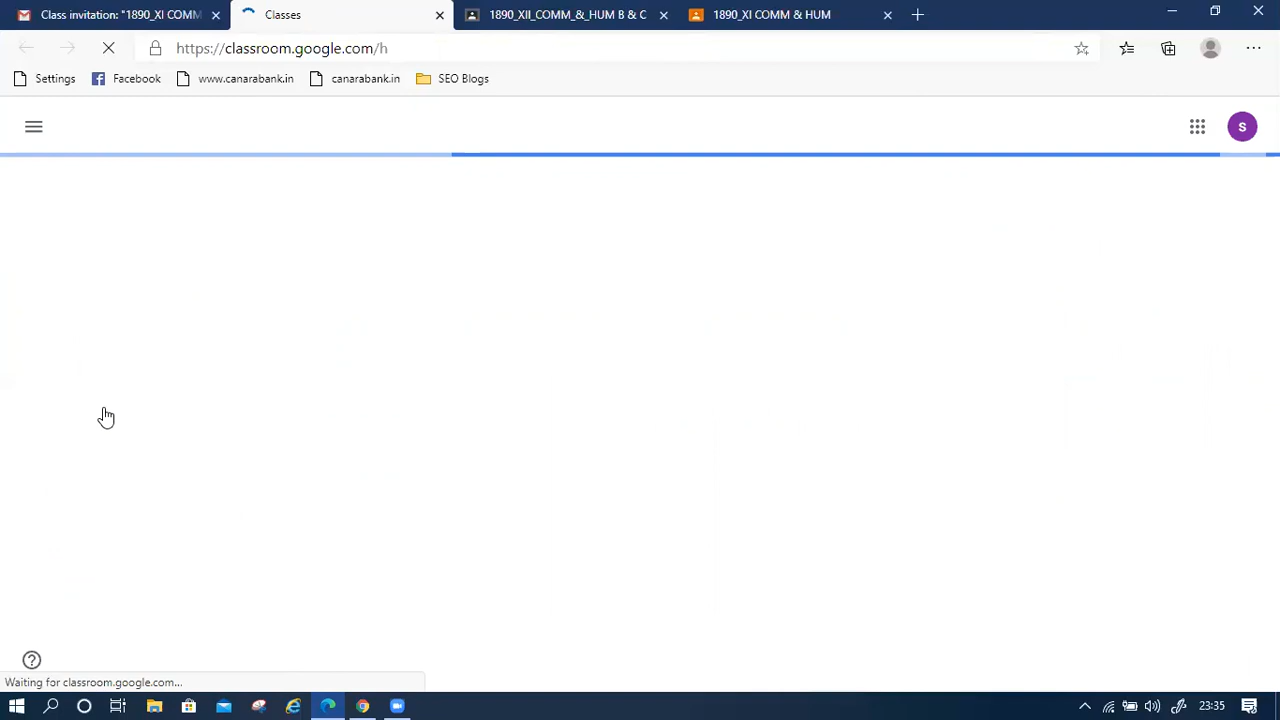 Class invitation: "1890_XI COMM
Classes
1890_XII_COMM_&_HUM B & C
1890_XI COMM & HUM
https://classroom.google.com/h
Settings
Facebook
www.canarabank.in
canarabank.in
SEO Blogs
S
Waiting for classroom.google.com...
23:35